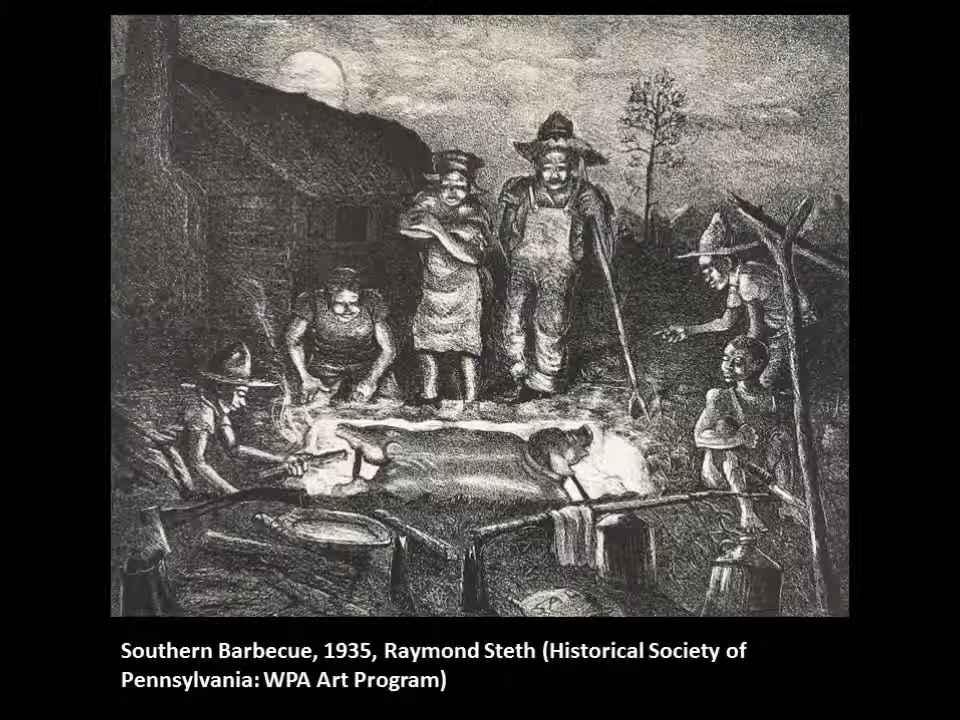 Southern Barbecue, 1935, Raymond Steth (Historical Society of
Pennsylvania: WPA Art Program)